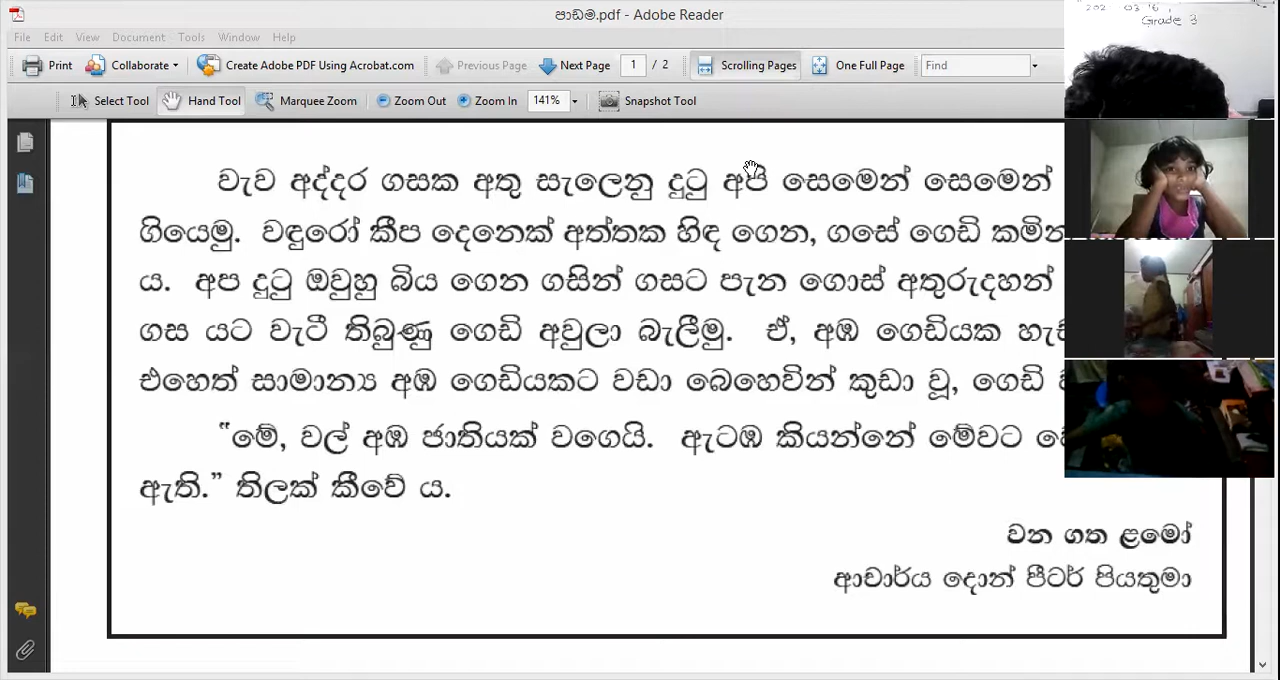 පාඩම.pdf - Adobe Reader
File Edit View Document Tools Window Help
Print Collaborate Create Adobe PDF Using Acrobat.com Previous Page Next Page 1 / 2 Scrolling Pages One Full Page Find
Select Tool Hand Tool Marquee Zoom Zoom Out Zoom In 141% Snapshot Tool
Grade 3
වැව අද්දර ගසක අතු සැලෙනු දුටු අපි සෙමෙන් සෙමෙන්
ගියෙමු. වඳුරෝ කීප දෙනෙක් අත්තක හිඳ ගෙන, ගසේ ගෙඩි
ය. අප දුටු ඔවුහු බිය ගෙන ගසින් ගසට පැන ගොස් අතුරුදහන්
ගස යට වැටී තිබුණු ගෙඩි අවුලා බැලීමු. ඒ, අඹ ගෙඩියක
එහෙත් සාමාන්‍ය අඹ ගෙඩියකට වඩා බෙහෙවින් කුඩා වූ, ගෙඩි
“මේ, වල් අඹ ජාතියක් වගෙයි. ඇටඹ කියන්නේ මේවට
ඇති.” තිලක් කීවේ ය.
වන ගත ළමෝ
ආචාර්ය දොන් පීටර් පියතුමා